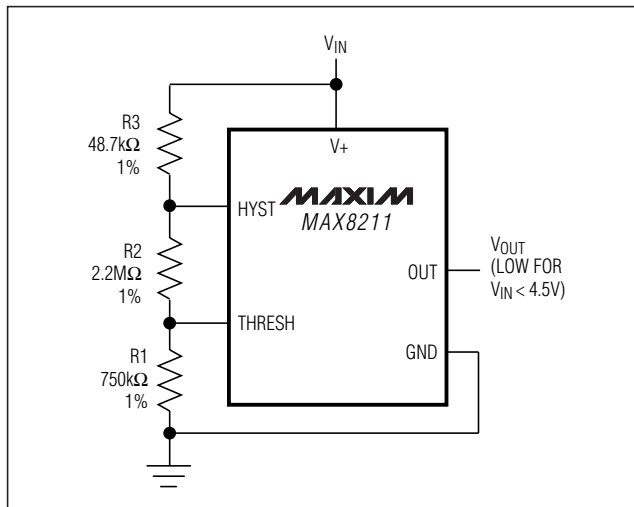 VIN
R3
48.7kΩ
1%
V+
HYST
MAXIM
MAX8211
R2
2.2MΩ
1%
OUT
VOUT
(LOW FOR
VIN < 4.5V)
THRESH
GND
R1
750kΩ
1%